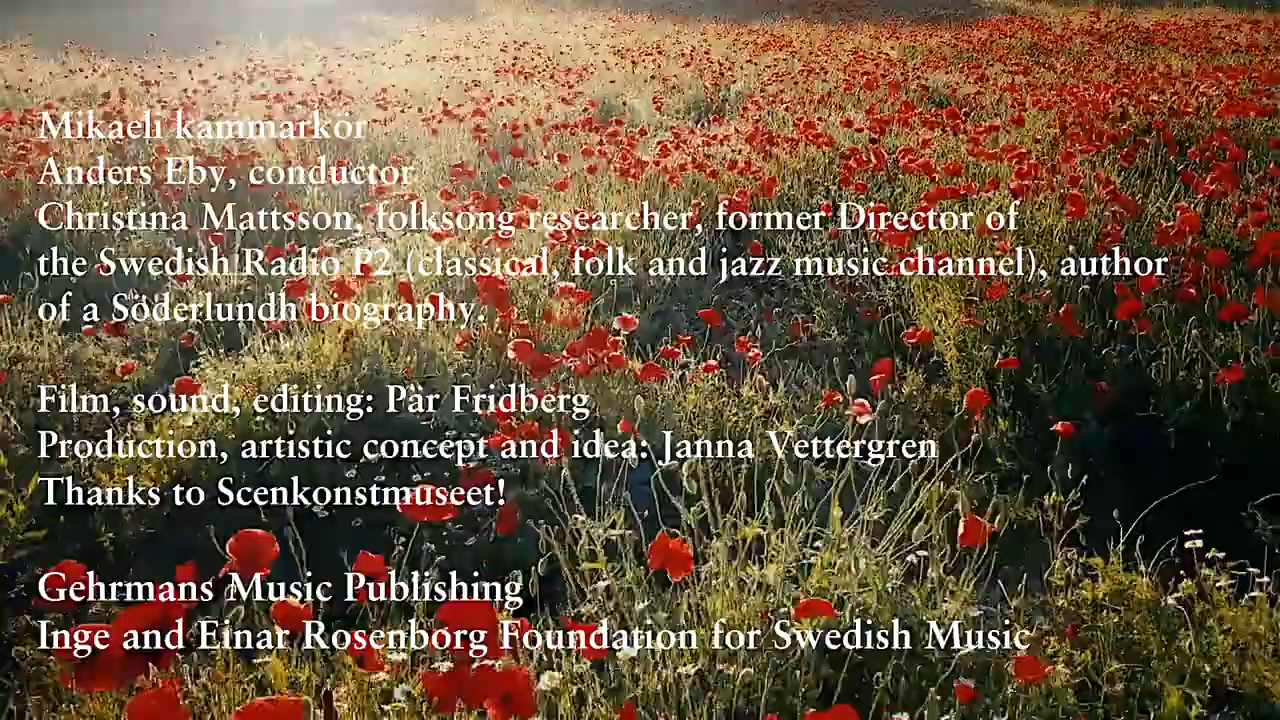 Mikaeli kammarkör
Anders Eby, conductor
Christina Mattsson, folksong researcher, former Director of
the Swedish Radio P2 (classical, folk and jazz music channel), author
of a Söderlundh biography.
Film, sound, editing: Pär Fridberg
Production, artistic concept and idea: Janna Vettergren
Thanks to Scenkonstmuseet!
Gehrmans Music Publishing
Inge and Einar Rosenborg Foundation for Swedish Music